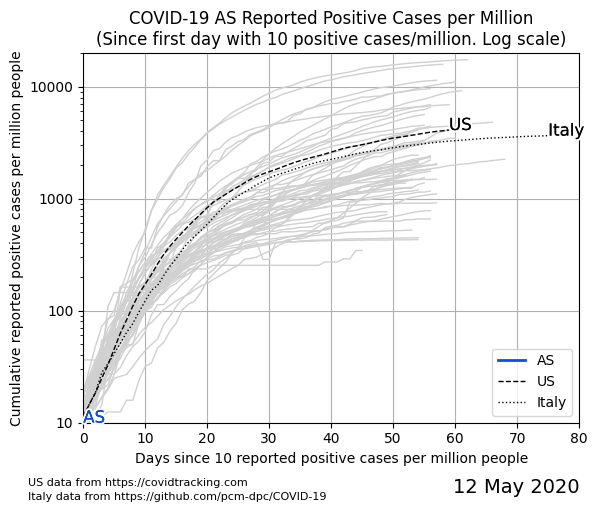 COVID-19 AS Reported Positive Cases per Million
(Since first day with 10 positive cases/million. Log scale)
Cumulative reported positive cases per million people
10000
1000
100
10
US
Italy
AS
AS
US
Italy
0 10 20 30 40 50 60 70 80
Days since 10 reported positive cases per million people
US data from https://covidtracking.com
Italy data from https://github.com/pcm-dpc/COVID-19
12 May 2020